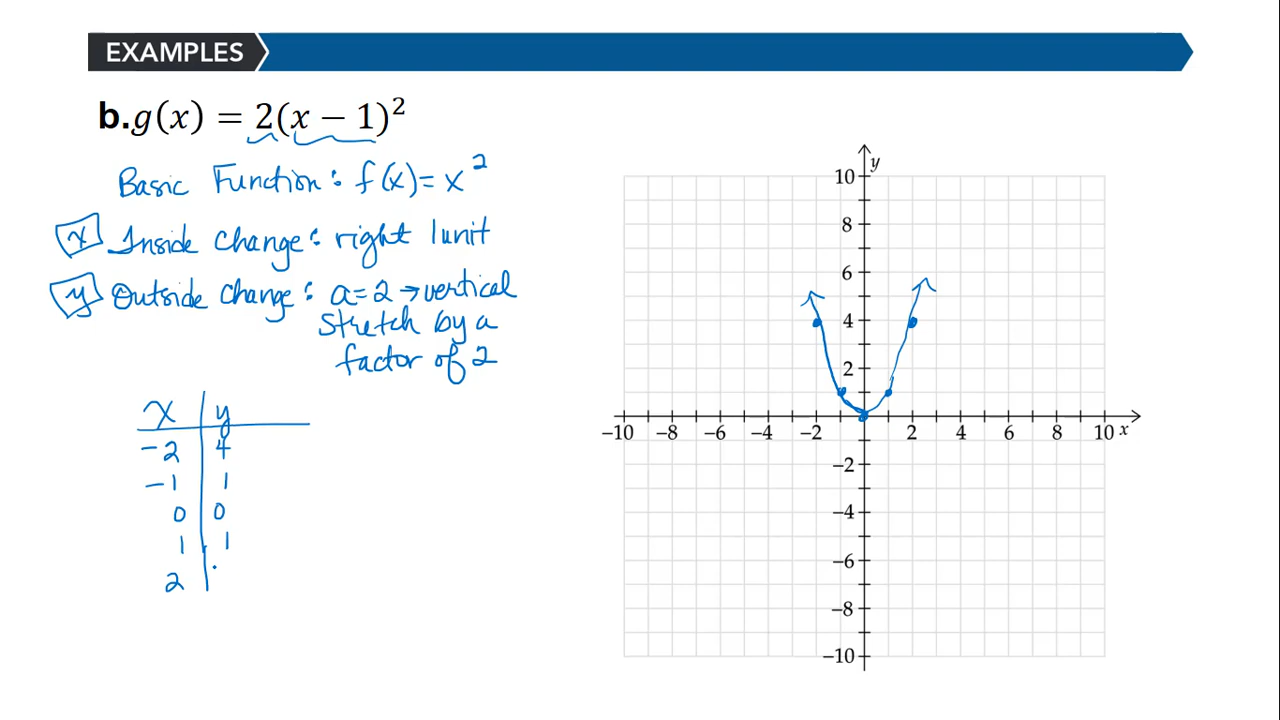 EXAMPLES
b. g(x) = 2(x − 1)²
Basic Function: f(x) = x²
x Inside Change: right 1 unit
y Outside Change: a = 2 → vertical
stretch by a
factor of 2
x y
-2 4
-1 1
0 0
1 1
2
y
10
8
6
4
2
−10 −8 −6 −4 −2 2 4 6 8 10 x
−2
−4
−6
−8
−10